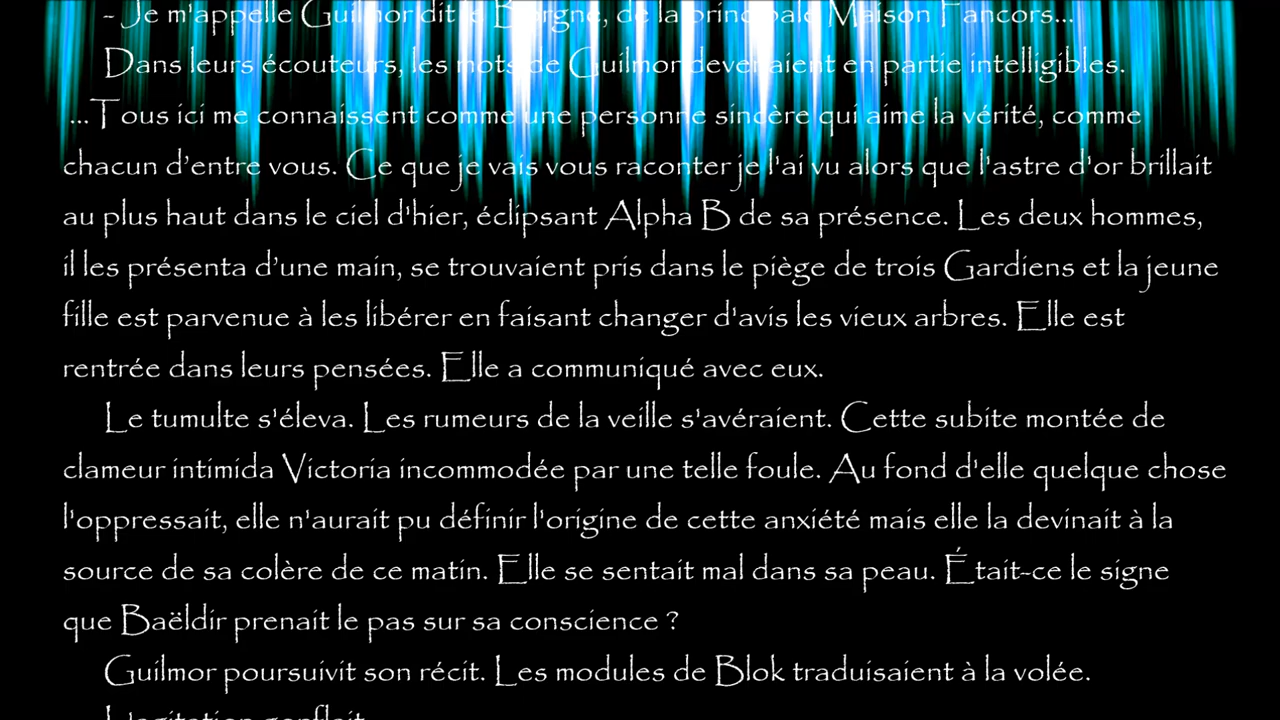 - Je m'appelle Guilmor dit le Borgne, de la principale Maison Fancors...
Dans leurs écouteurs, les mots de Guilmor devenaient en partie intelligibles.
...Tous ici me connaissent comme une personne sincère qui aime la vérité, comme
chacun d’entre vous. Ce que je vais vous raconter je l'ai vu alors que l'astre d'or brillait
au plus haut dans le ciel d'hier, éclipsant Alpha B de sa présence. Les deux hommes,
il les présenta d’une main, se trouvaient pris dans le piège de trois Gardiens et la jeune
fille est parvenue à les libérer en faisant changer d'avis les vieux arbres. Elle est
rentrée dans leurs pensées. Elle a communiqué avec eux.
Le tumulte s'éleva. Les rumeurs de la veille s'avéraient. Cette subite montée de
clameur intimida Victoria incommodée par une telle foule. Au fond d'elle quelque chose
l'oppressait, elle n'aurait pu définir l'origine de cette anxiété mais elle la devinait à la
source de sa colère de ce matin. Elle se sentait mal dans sa peau. Était-ce le signe
que Baëldir prenait le pas sur sa conscience ?
Guilmor poursuivit son récit. Les modules de Blok traduisaient à la volée.
L'agitation gonflait.